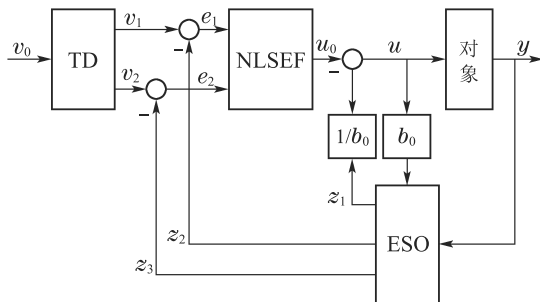 v₀
TD
v₁
v₂
-
-
e₁
e₂
NLSEF
u₀
-
u
对象
y
1/b₀
b₀
z₁
z₂
z₃
ESO